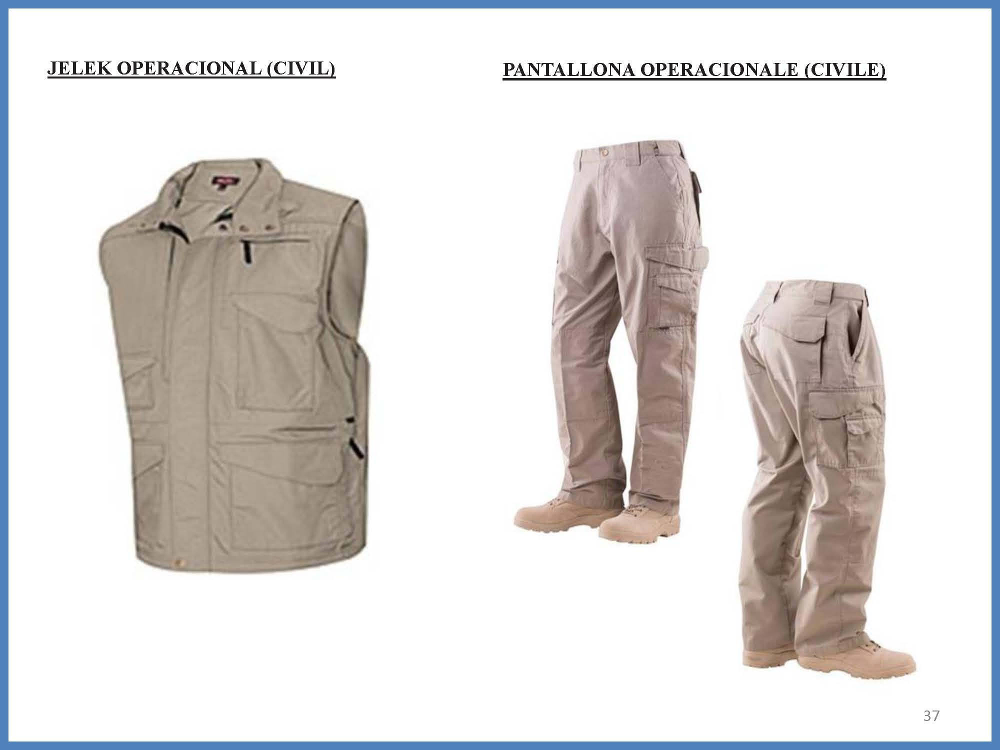 JELEK OPERACIONAL (CIVIL)
PANTALLONA OPERACIONALE (CIVILE)
37